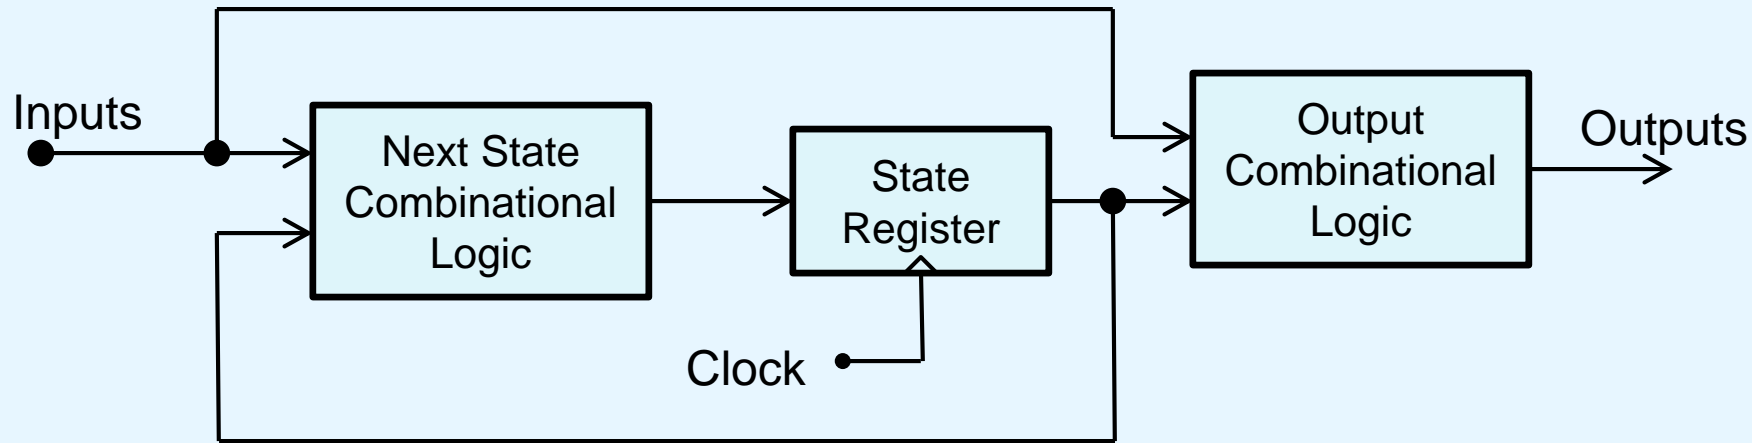 Inputs
Next State
Combinational
Logic
State
Register
Clock
Output
Combinational
Logic
Outputs